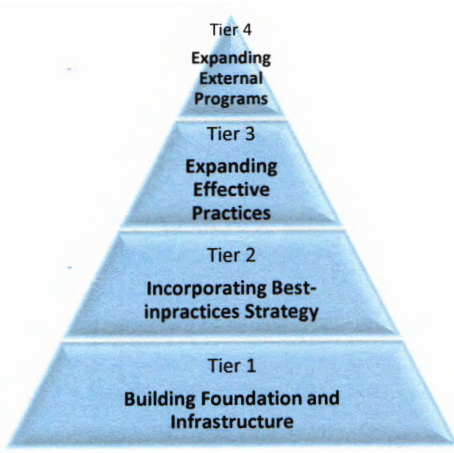 Tier 4
Expanding
External
Programs
Tier 3
Expanding
Effective
Practices
Tier 2
Incorporating Best-
inpractices Strategy
Tier 1
Building Foundation and
Infrastructure